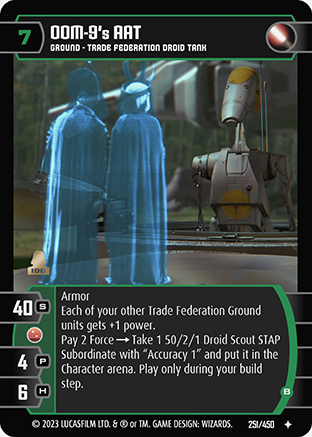 7
OOM-9's AAT
GROUND - TRADE FEDERATION DROID TANK
IDC
40 S
4 P
6 H
Armor
Each of your other Trade Federation Ground
units gets +1 power.
Pay 2 Force → Take 1 50/2/1 Droid Scout STAP
Subordinate with “Accuracy 1” and put it in the
Character arena. Play only during your build
step.
B
© 2023 LUCASFILM LTD. & ® or TM. GAME DESIGN: WIZARDS. 251/450